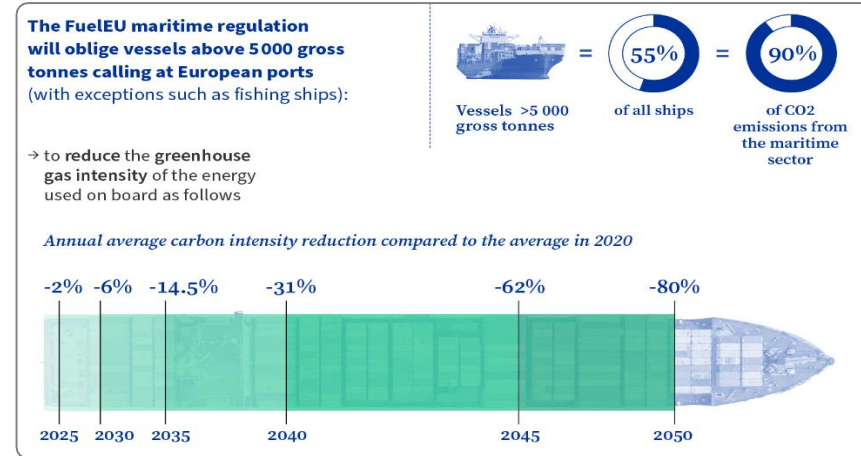 The FuelEU maritime regulation
will oblige vessels above 5000 gross
tonnes calling at European ports
(with exceptions such as fishing ships):
→ to reduce the greenhouse
gas intensity of the energy
used on board as follows
=
55%
=
90%
Vessels >5 000
gross tonnes
of all ships
of CO2
emissions from
the maritime
sector
Annual average carbon intensity reduction compared to the average in 2020
-2% -6% -14.5% -31% -62% -80%
2025 2030 2035 2040 2045 2050